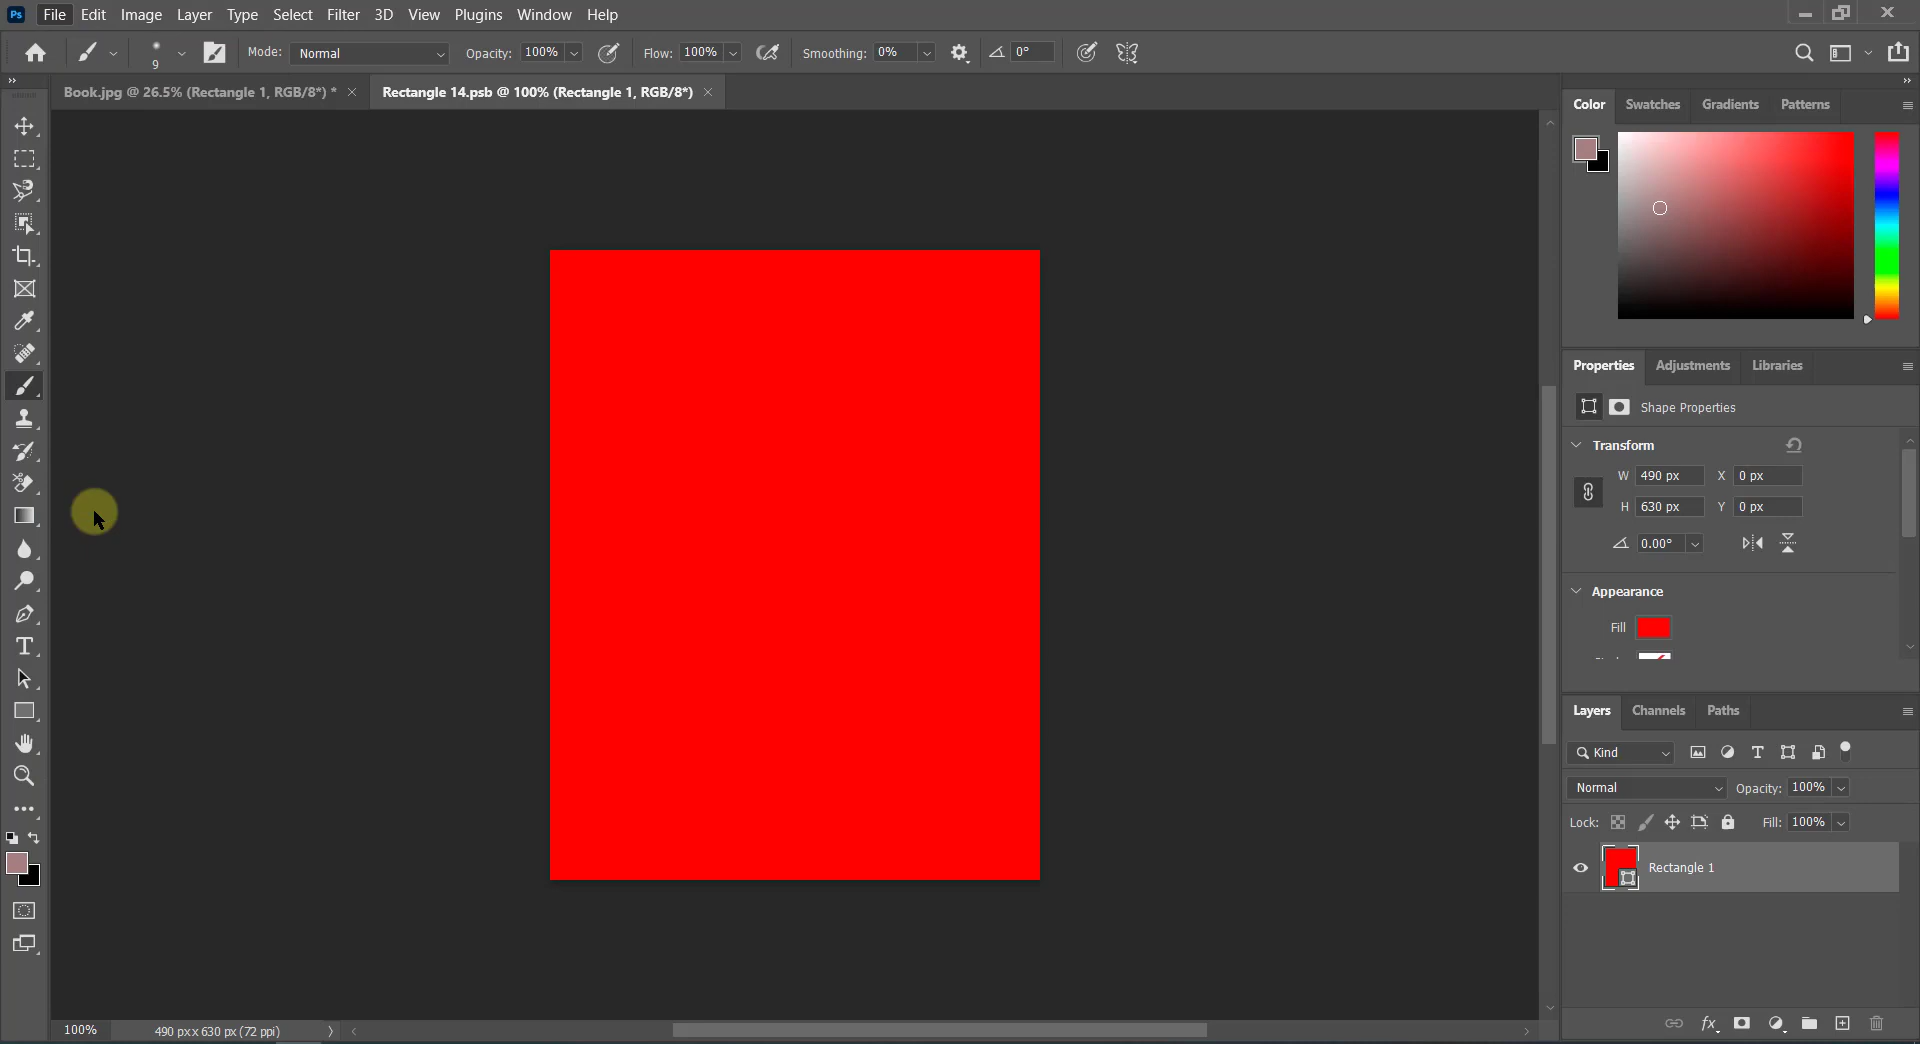 Ps File Edit Image Layer Type Select Filter 3D View Plugins Window Help
9 Mode: Normal Opacity: 100% Flow: 100% Smoothing: 0% 0°
Book.jpg @ 26.5% (Rectangle 1, RGB/8*) * Rectangle 14.psb @ 100% (Rectangle 1, RGB/8*)
Color Swatches Gradients Patterns
Properties Adjustments Libraries
Shape Properties
Transform
W 490 px X 0 px
H 630 px Y 0 px
0.00°
Appearance
Fill
Layers Channels Paths
Kind
Normal Opacity: 100%
Lock: Fill: 100%
Rectangle 1
fx
100% 490 px x 630 px (72 ppi)